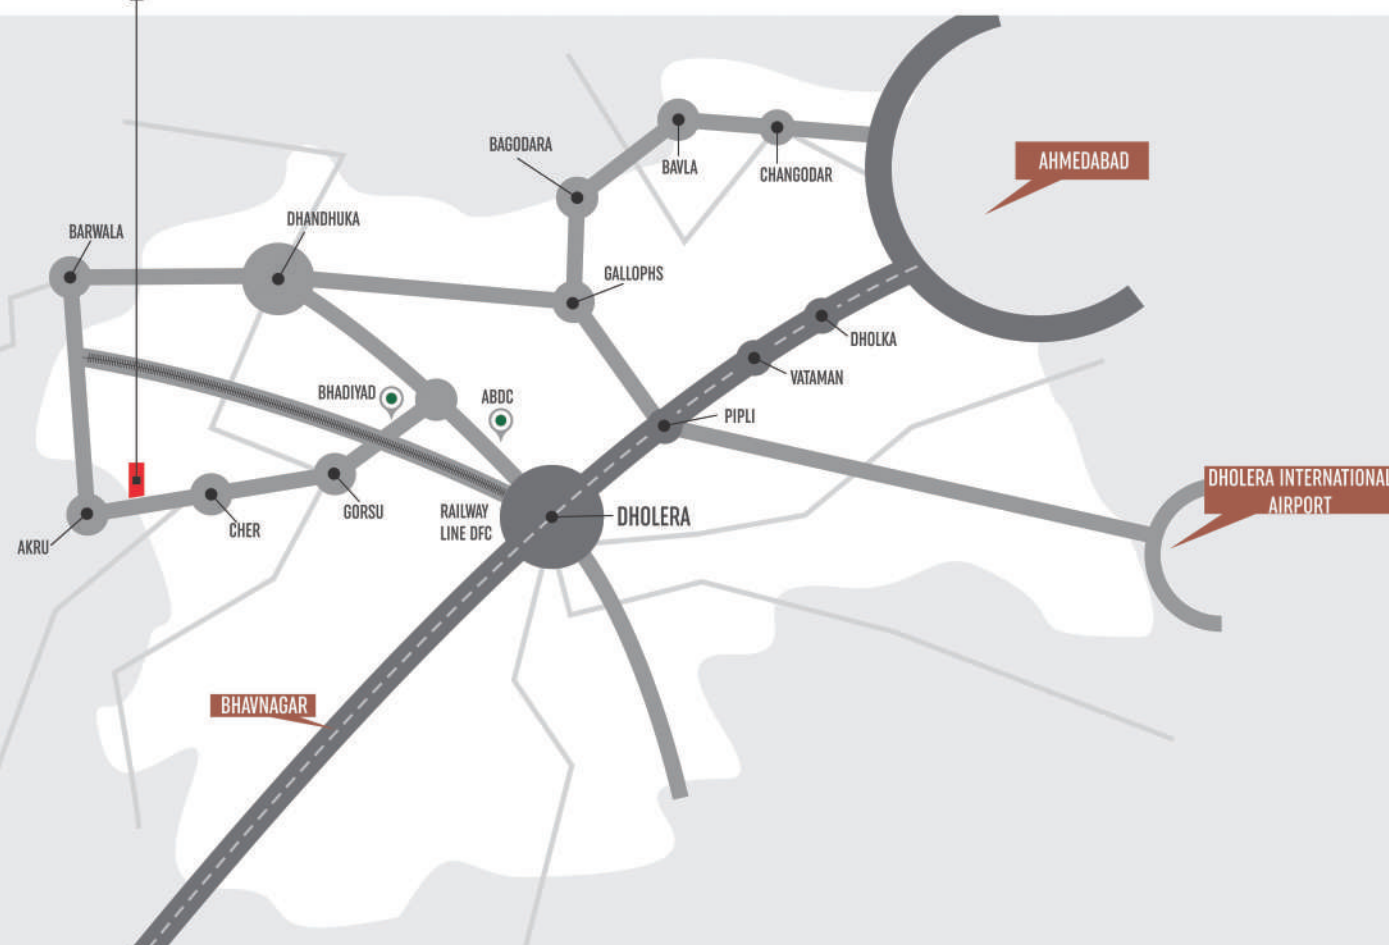 AHMEDABAD
BAGODARA
BAVLA
CHANGODAR
DHANDHUKA
BARWALA
GALLOPHS
DHOLKA
VATAMAN
BHADIYAD
ABDC
PIPLI
DHOLERA INTERNATIONAL
AIRPORT
GORSU
RAILWAY
LINE DFC
DHOLERA
CHER
AKRU
BHAVNAGAR